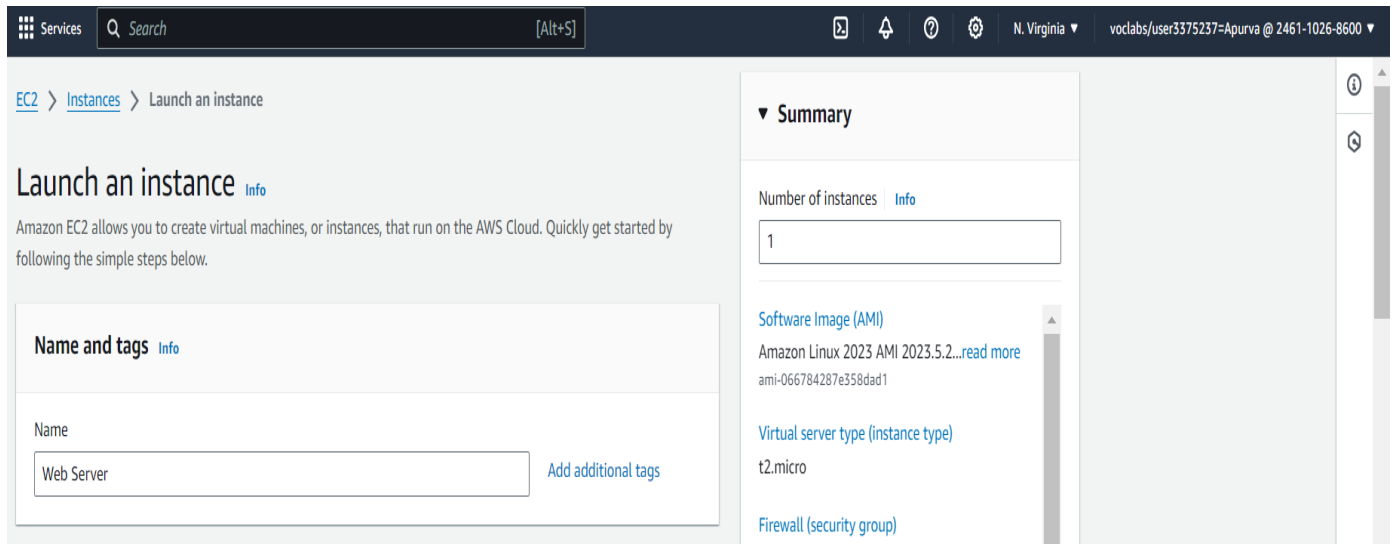 Services Search [Alt+S] N. Virginia ▼ voclabs/user3375237=Apurva @ 2461-1026-8600 ▼
EC2 > Instances > Launch an instance
Launch an instance Info
Amazon EC2 allows you to create virtual machines, or instances, that run on the AWS Cloud. Quickly get started by
following the simple steps below.
Name and tags Info
Name
Web Server Add additional tags
▼ Summary
Number of instances Info
1
Software Image (AMI)
Amazon Linux 2023 AMI 2023.5.2...read more
ami-066784287e358dad1
Virtual server type (instance type)
t2.micro
Firewall (security group)